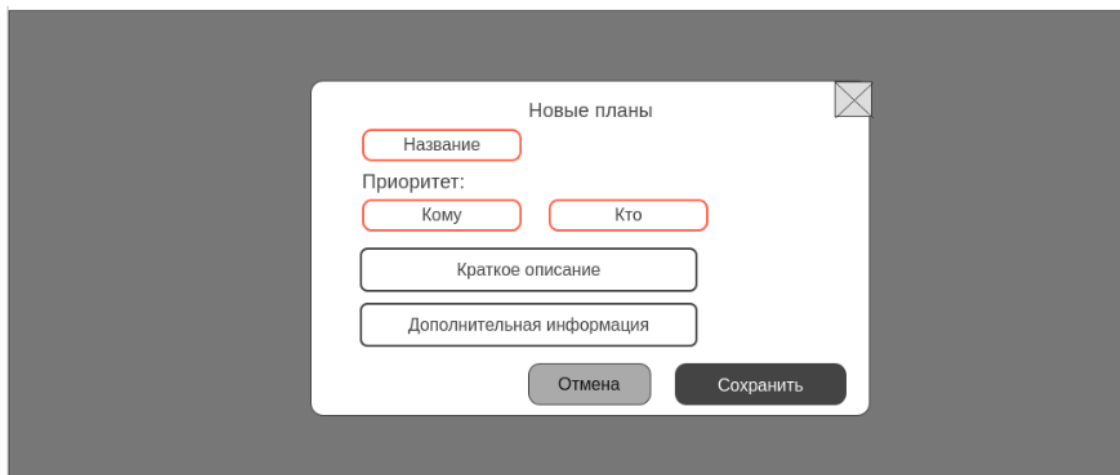 Новые планы
Название
Приоритет:
Кому
Кто
Краткое описание
Дополнительная информация
Отмена
Сохранить